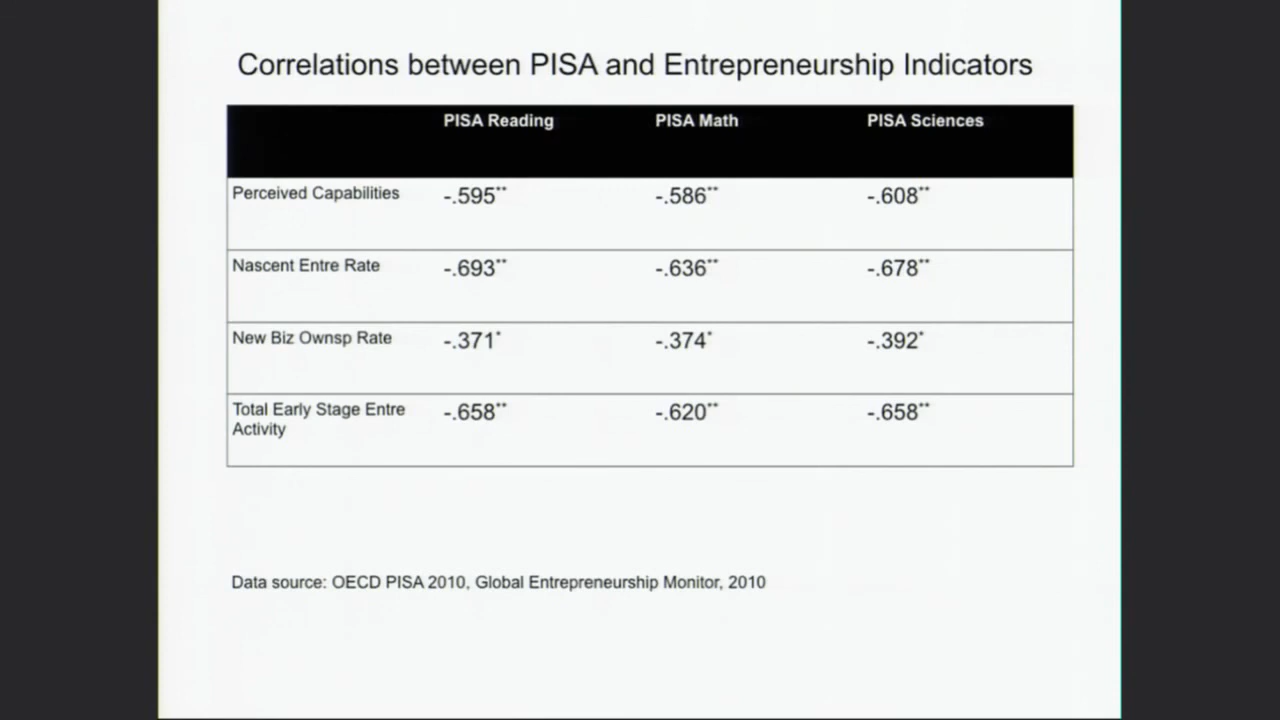 Correlations between PISA and Entrepreneurship Indicators
PISA Reading PISA Math PISA Sciences
Perceived Capabilities -.595** -.586** -.608**
Nascent Entre Rate -.693** -.636** -.678**
New Biz Ownsp Rate -.371* -.374* -.392*
Total Early Stage Entre -.658** -.620** -.658**
Activity
Data source: OECD PISA 2010, Global Entrepreneurship Monitor, 2010